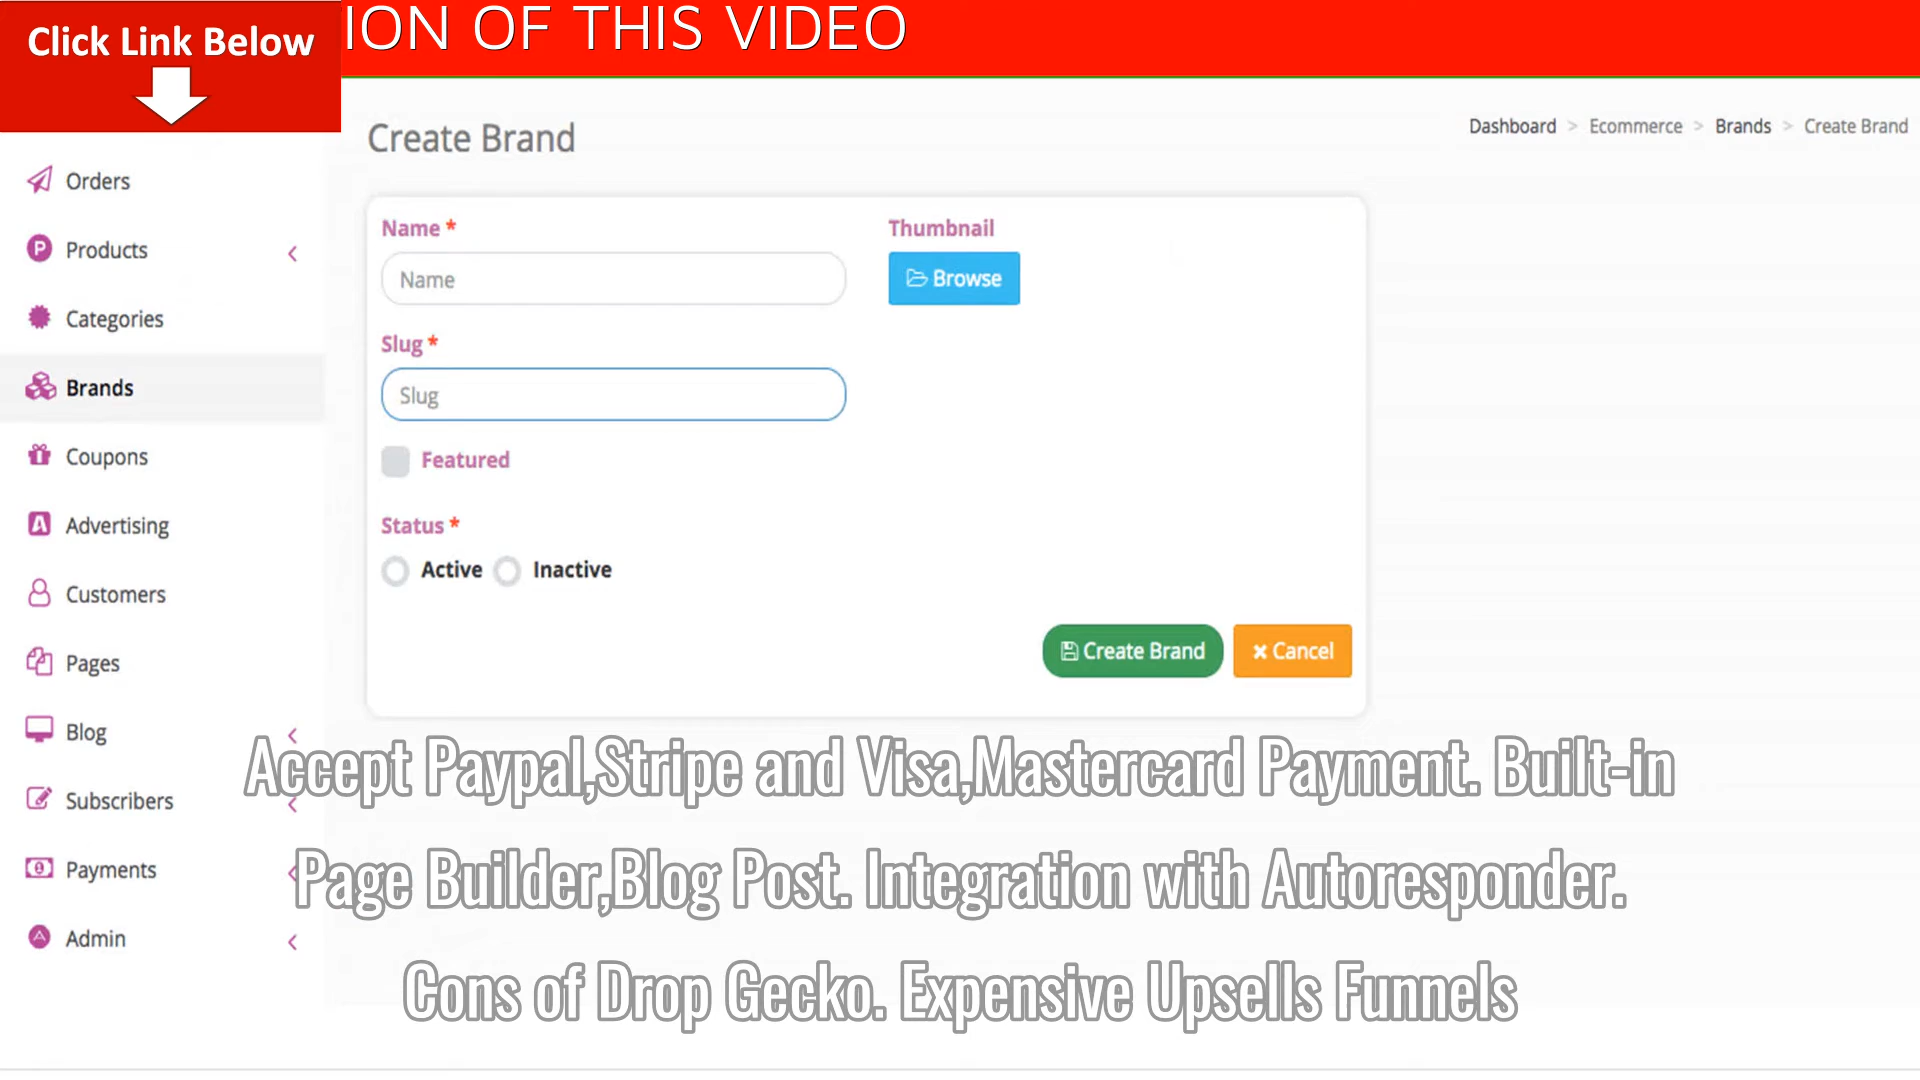 ION OF THIS VIDEO
Click Link Below
Create Brand
Dashboard > Ecommerce > Brands > Create Brand
Orders
Products
Categories
Brands
Coupons
Advertising
Customers
Pages
Blog
Subscribers
Payments
Admin
Name *
Name
Thumbnail
Browse
Slug *
Slug
Featured
Status *
Active Inactive
Create Brand
Cancel
Accept Paypal,Stripe and Visa,Mastercard Payment. Built-in
Page Builder,Blog Post. Integration with Autoresponder.
Cons of Drop Gecko. Expensive Upsells Funnels